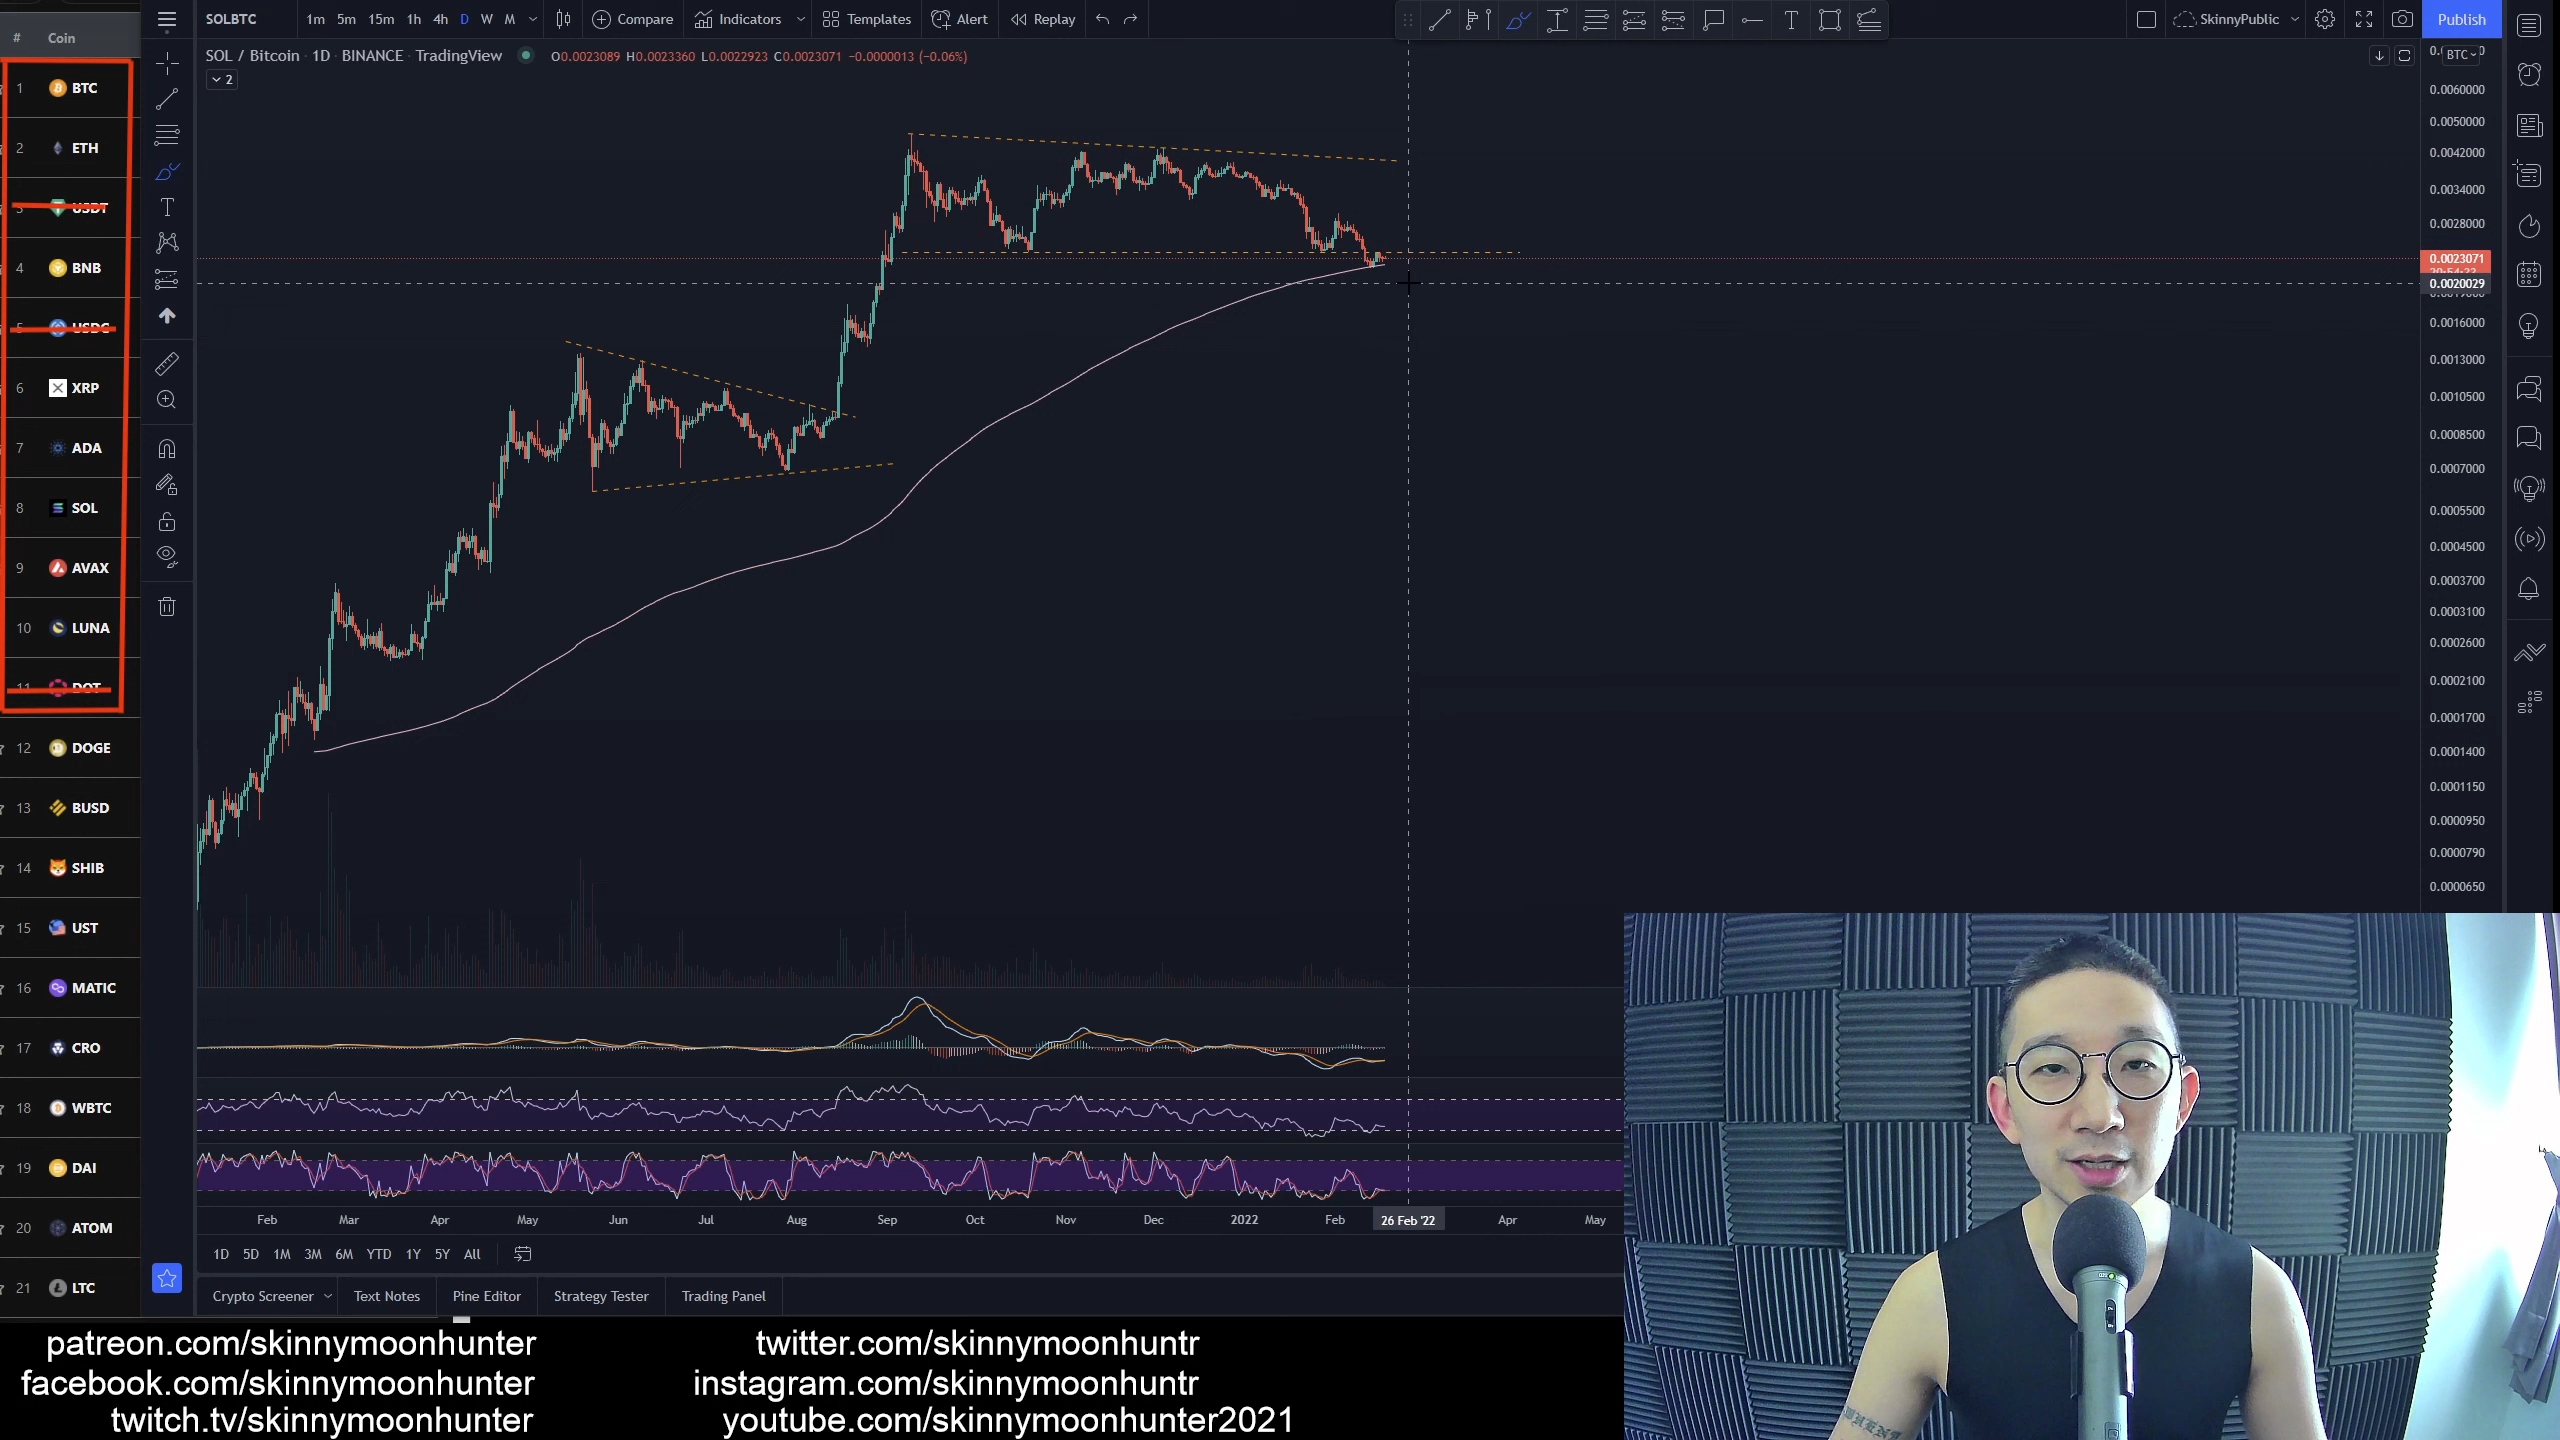 SOLBTC 1m 5m 15m 1h 4h D W M Compare Indicators Templates Alert Replay SkinnyPublic Publish
# Coin
SOL / Bitcoin · 1D · BINANCE · TradingView O0.0023089 H0.0023360 L0.0022923 C0.0023071 −0.0000013 (−0.06%)
BTC
2
1 BTC
2 ETH
USDT
4 BNB
USDC
6 XRP
7 ADA
8 SOL
9 AVAX
10 LUNA
11 DOT
12 DOGE
13 BUSD
14 SHIB
15 UST
16 MATIC
17 CRO
18 WBTC
19 DAI
20 ATOM
21 LTC
0.0060000
0.0050000
0.0042000
0.0034000
0.0028000
0.0023071
0.0020029
0.0016000
0.0013000
0.0010500
0.0008500
0.0007000
0.0005500
0.0004500
0.0003700
0.0003100
0.0002600
0.0002100
0.0001700
0.0001400
0.0001150
0.0000950
0.0000790
0.0000650
Feb Mar Apr May Jun Jul Aug Sep Oct Nov Dec 2022 Feb 26 Feb '22 Apr May
1D 5D 1M 3M 6M YTD 1Y 5Y All
Crypto Screener Text Notes Pine Editor Strategy Tester Trading Panel
patreon.com/skinnymoonhunter twitter.com/skinnymoonhuntr
facebook.com/skinnymoonhunter instagram.com/skinnymoonhuntr
twitch.tv/skinnymoonhunter youtube.com/skinnymoonhunter2021